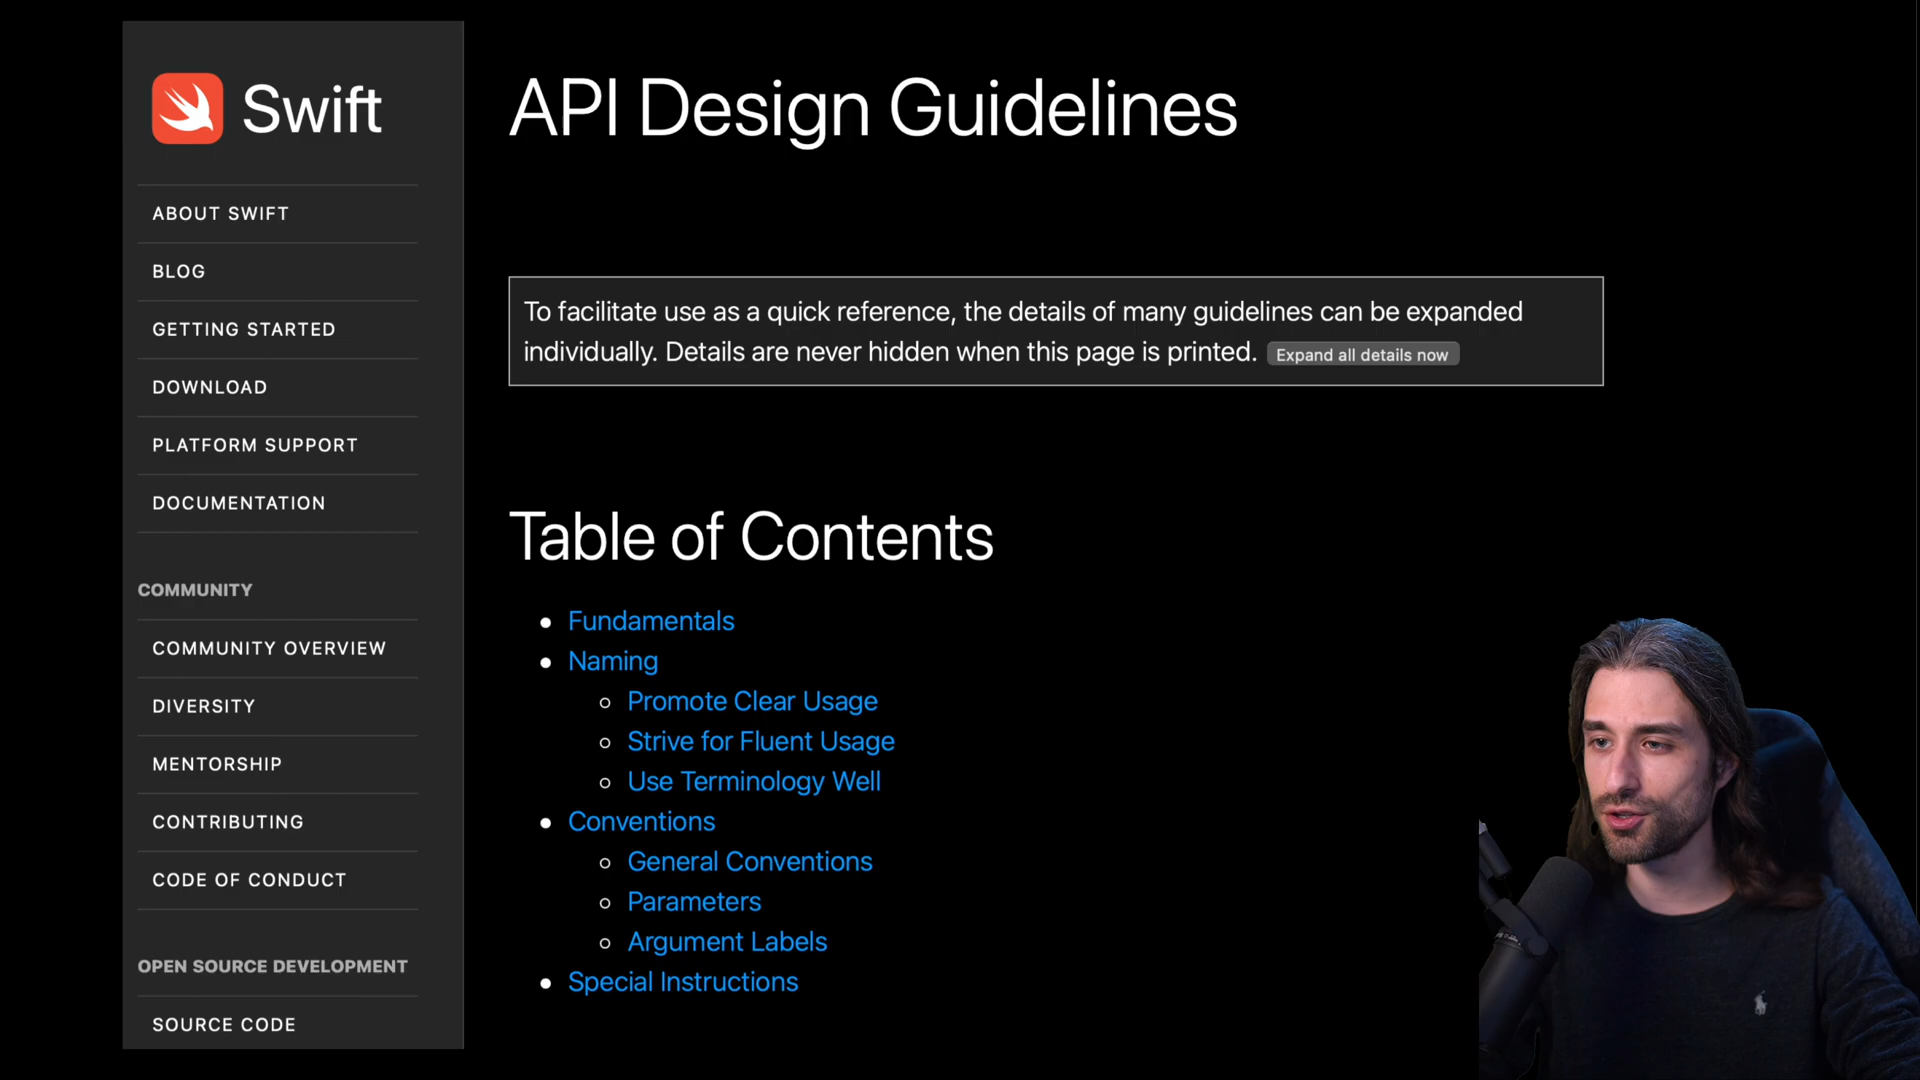 Swift
ABOUT SWIFT
BLOG
GETTING STARTED
DOWNLOAD
PLATFORM SUPPORT
DOCUMENTATION
COMMUNITY
COMMUNITY OVERVIEW
DIVERSITY
MENTORSHIP
CONTRIBUTING
CODE OF CONDUCT
OPEN SOURCE DEVELOPMENT
SOURCE CODE
API Design Guidelines
To facilitate use as a quick reference, the details of many guidelines can be expanded
individually. Details are never hidden when this page is printed. Expand all details now
Table of Contents
Fundamentals
Naming
Promote Clear Usage
Strive for Fluent Usage
Use Terminology Well
Conventions
General Conventions
Parameters
Argument Labels
Special Instructions